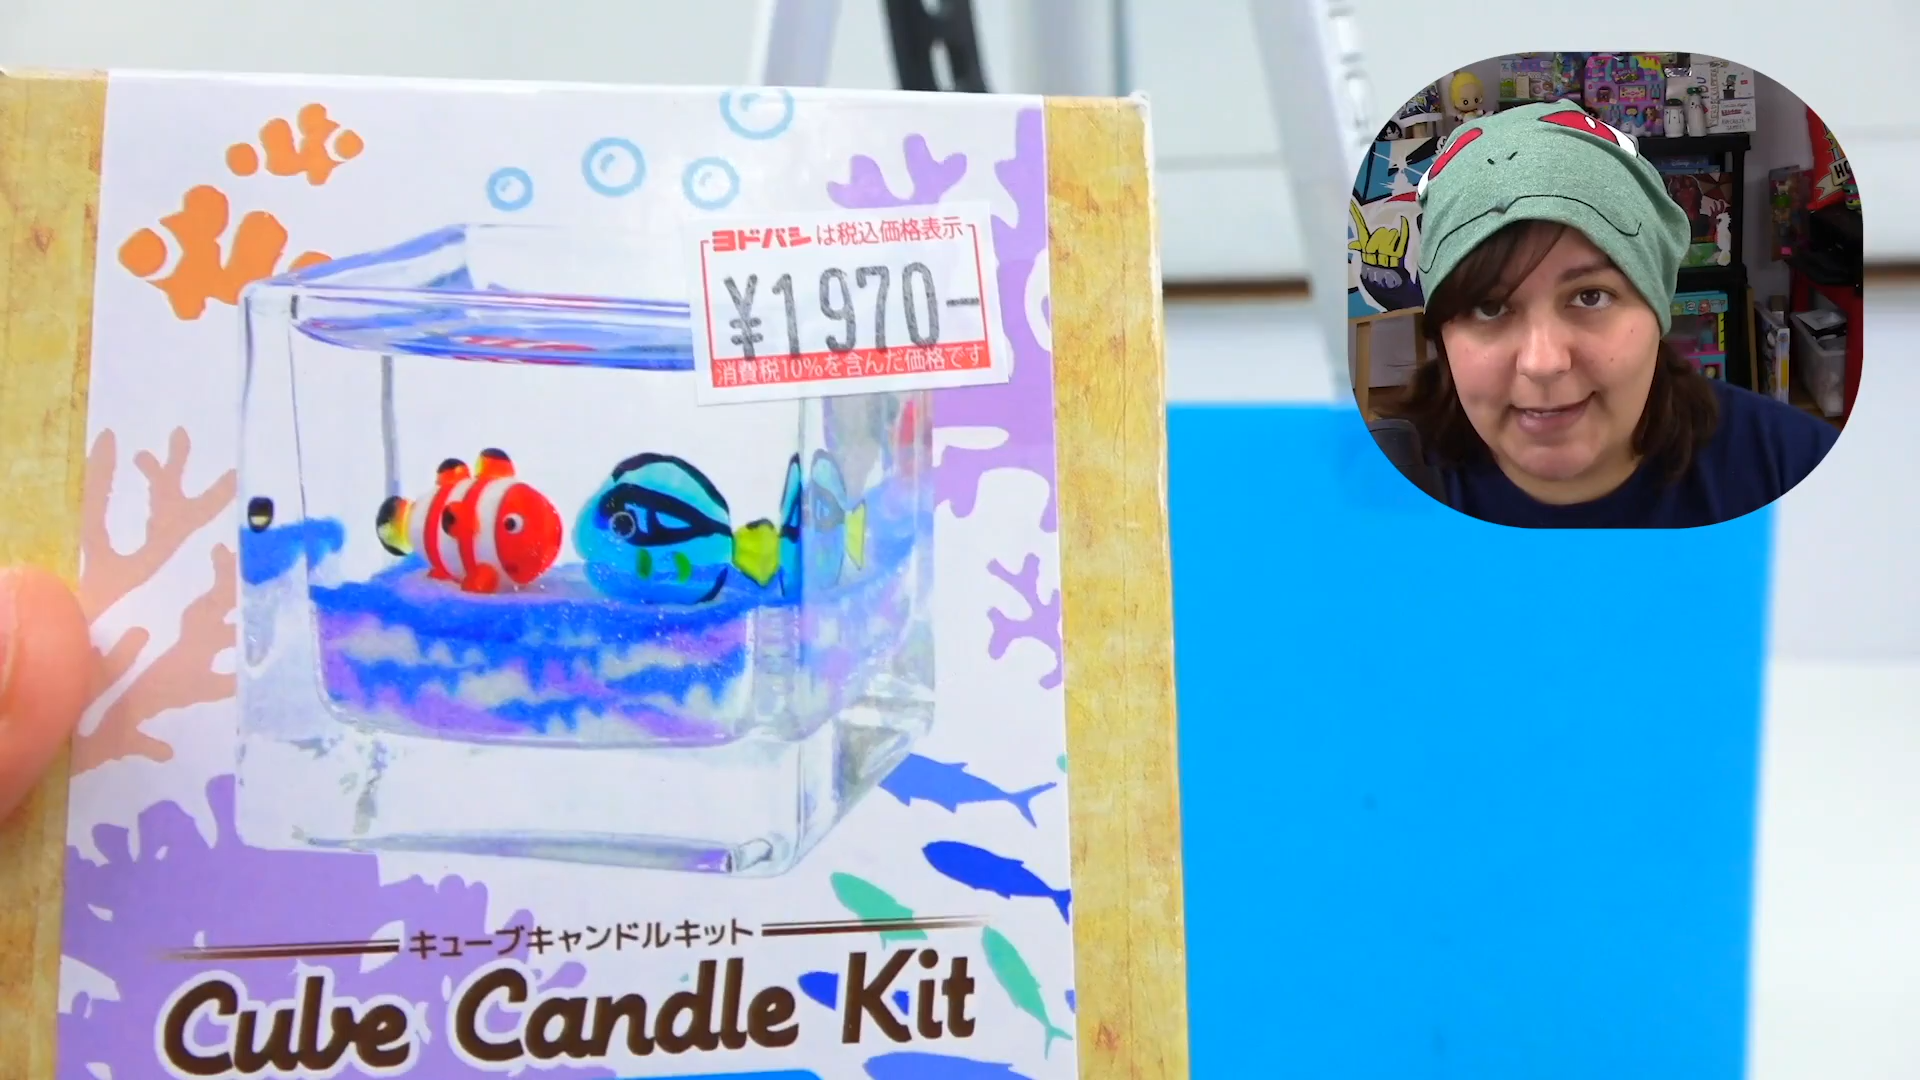 ヨドバシは税込価格表示
¥1970-
消費税10%を含んだ価格です
キューブキャンドルキット
Cube Candle Kit